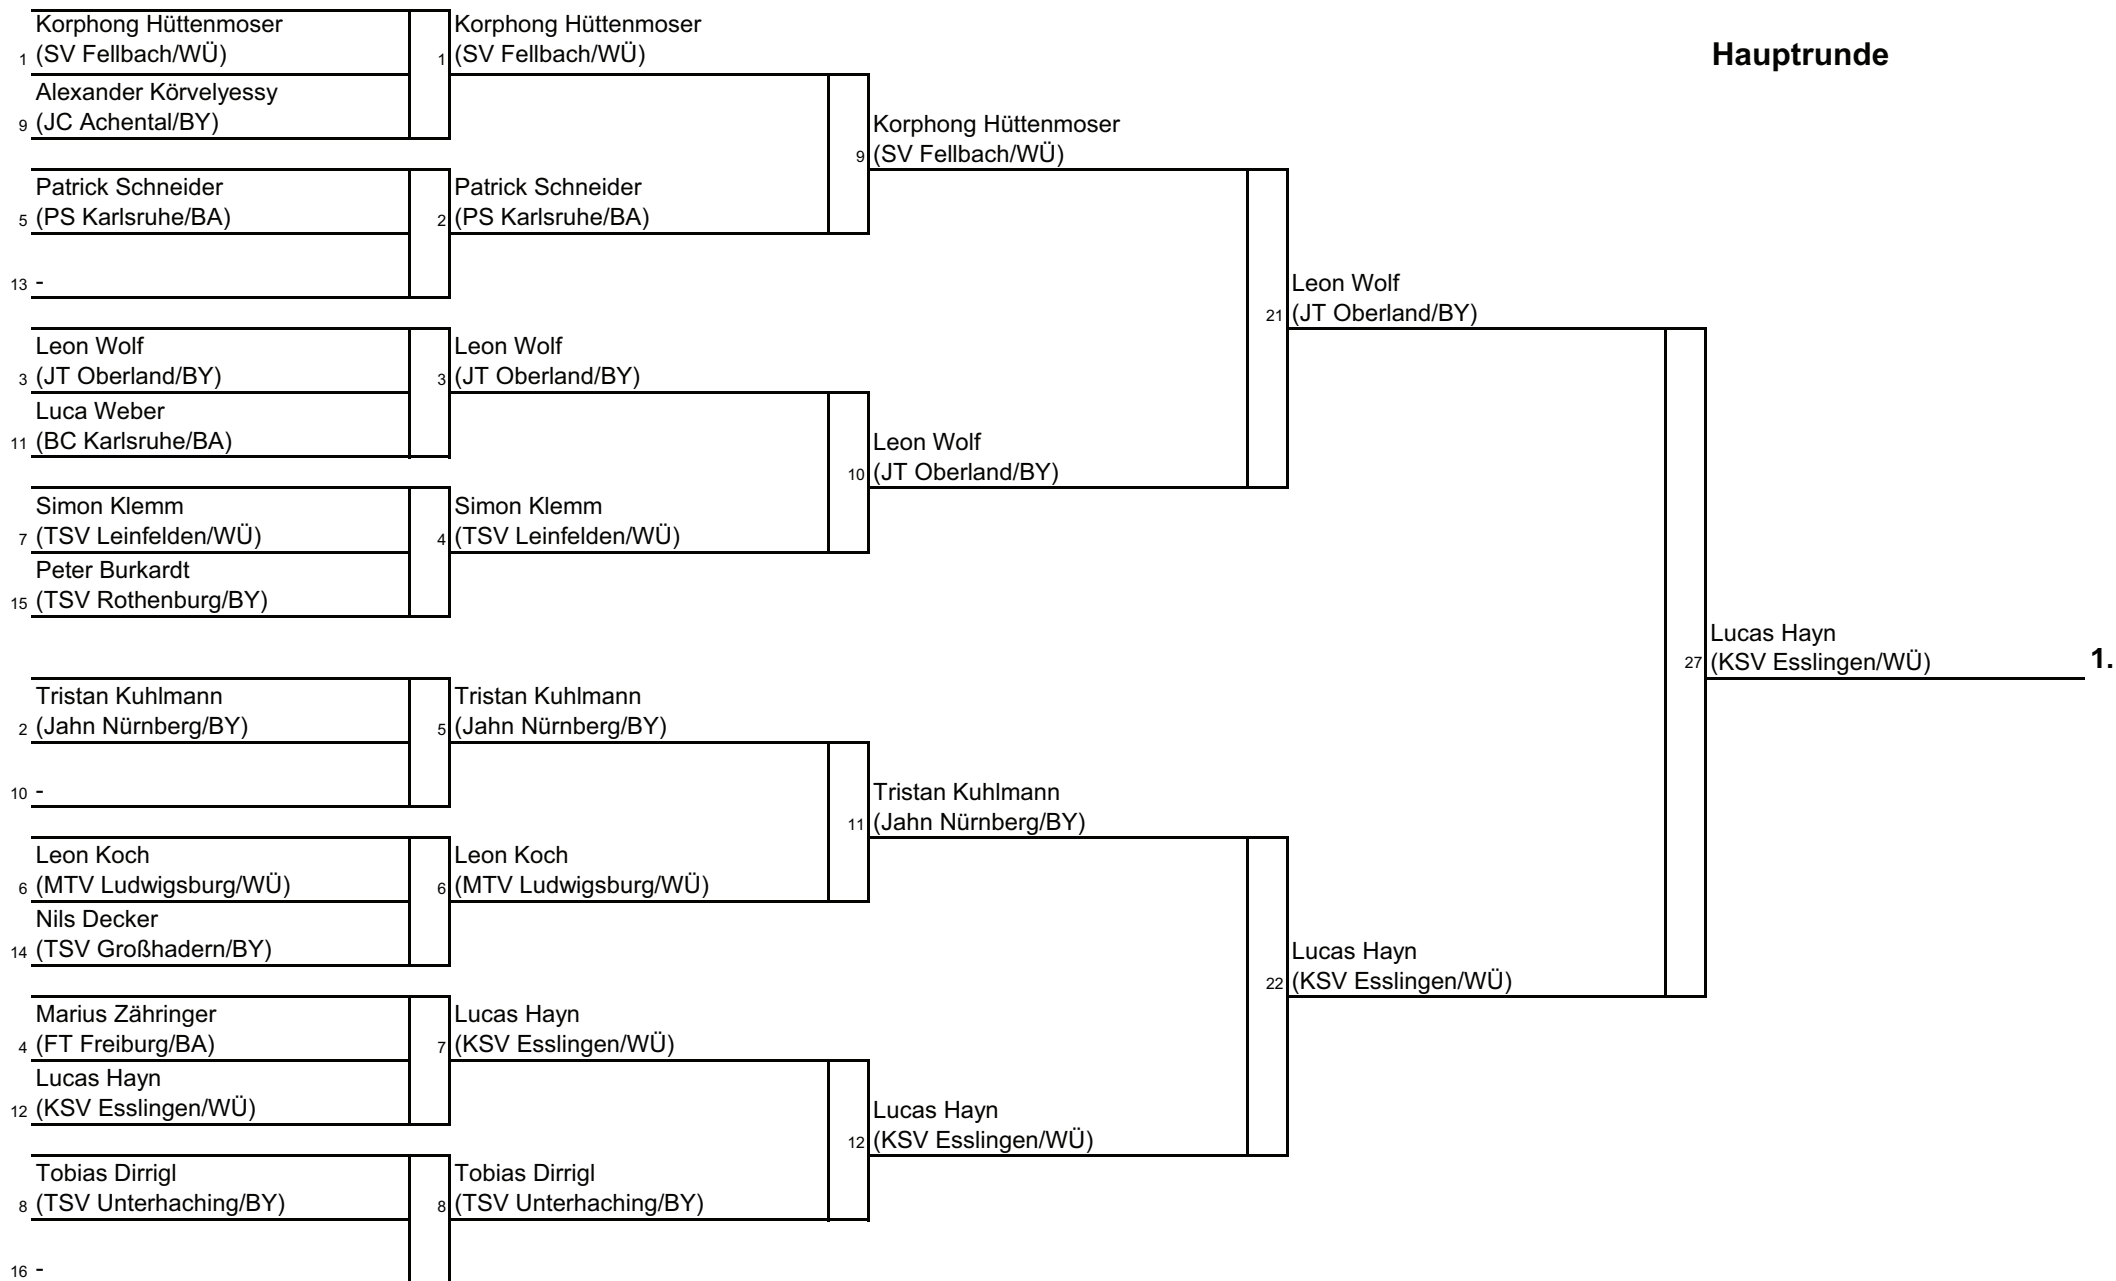 Hauptrunde
Korphong Hüttenmoser
1 (SV Fellbach/WÜ)
Alexander Körvelyessy
9 (JC Achental/BY)
Patrick Schneider
5 (PS Karlsruhe/BA)
13 -
Leon Wolf
3 (JT Oberland/BY)
Luca Weber
11 (BC Karlsruhe/BA)
Simon Klemm
7 (TSV Leinfelden/WÜ)
Peter Burkardt
15 (TSV Rothenburg/BY)
Tristan Kuhlmann
2 (Jahn Nürnberg/BY)
10 -
Leon Koch
6 (MTV Ludwigsburg/WÜ)
Nils Decker
14 (TSV Großhadern/BY)
Marius Zähringer
4 (FT Freiburg/BA)
Lucas Hayn
12 (KSV Esslingen/WÜ)
Tobias Dirrigl
8 (TSV Unterhaching/BY)
16 -
Korphong Hüttenmoser
1 (SV Fellbach/WÜ)
Patrick Schneider
2 (PS Karlsruhe/BA)
Leon Wolf
3 (JT Oberland/BY)
Simon Klemm
4 (TSV Leinfelden/WÜ)
Tristan Kuhlmann
5 (Jahn Nürnberg/BY)
Leon Koch
6 (MTV Ludwigsburg/WÜ)
Lucas Hayn
7 (KSV Esslingen/WÜ)
Tobias Dirrigl
8 (TSV Unterhaching/BY)
Korphong Hüttenmoser
9 (SV Fellbach/WÜ)
Leon Wolf
10 (JT Oberland/BY)
Tristan Kuhlmann
11 (Jahn Nürnberg/BY)
Lucas Hayn
12 (KSV Esslingen/WÜ)
Leon Wolf
21 (JT Oberland/BY)
Lucas Hayn
22 (KSV Esslingen/WÜ)
Lucas Hayn
27 (KSV Esslingen/WÜ) 1.